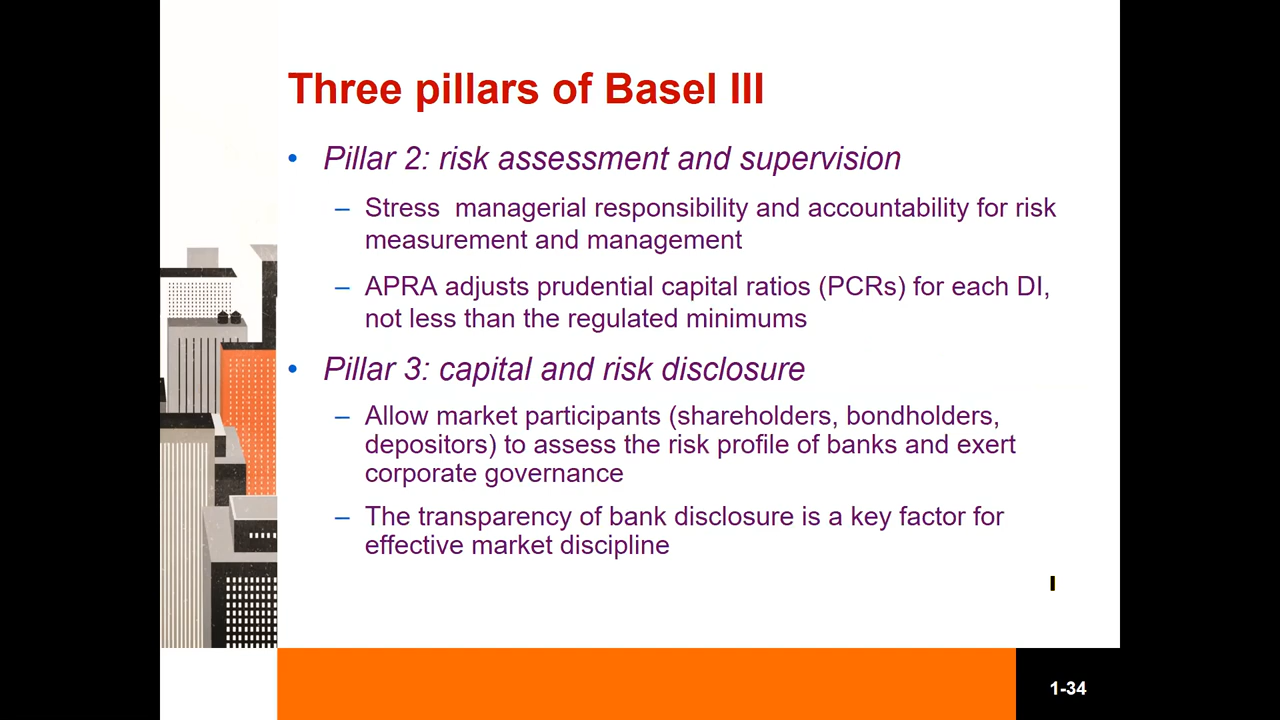 Three pillars of Basel III
• Pillar 2: risk assessment and supervision
– Stress  managerial responsibility and accountability for risk
measurement and management
– APRA adjusts prudential capital ratios (PCRs) for each DI,
not less than the regulated minimums
• Pillar 3: capital and risk disclosure
– Allow market participants (shareholders, bondholders,
depositors) to assess the risk profile of banks and exert
corporate governance
– The transparency of bank disclosure is a key factor for
effective market discipline
1-34